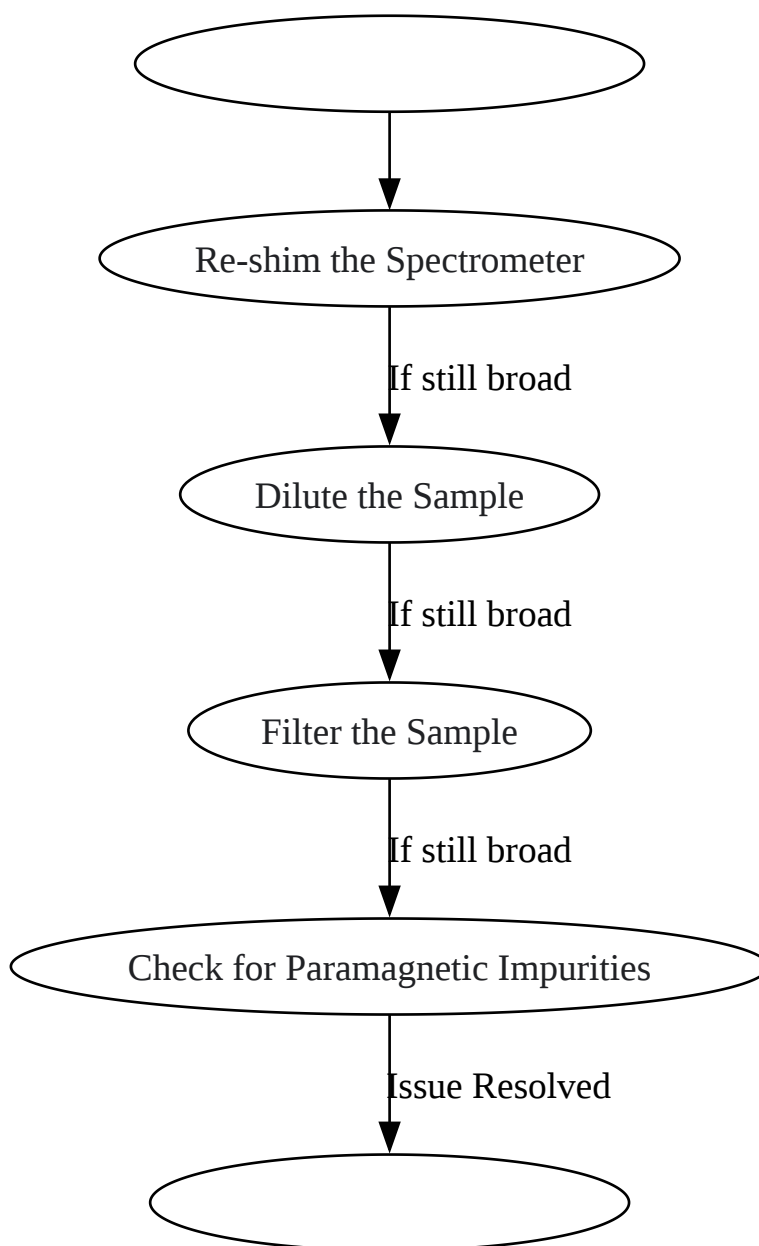 Re-shim the Spectrometer
If still broad
Dilute the Sample
If still broad
Filter the Sample
If still broad
Check for Paramagnetic Impurities
Issue Resolved